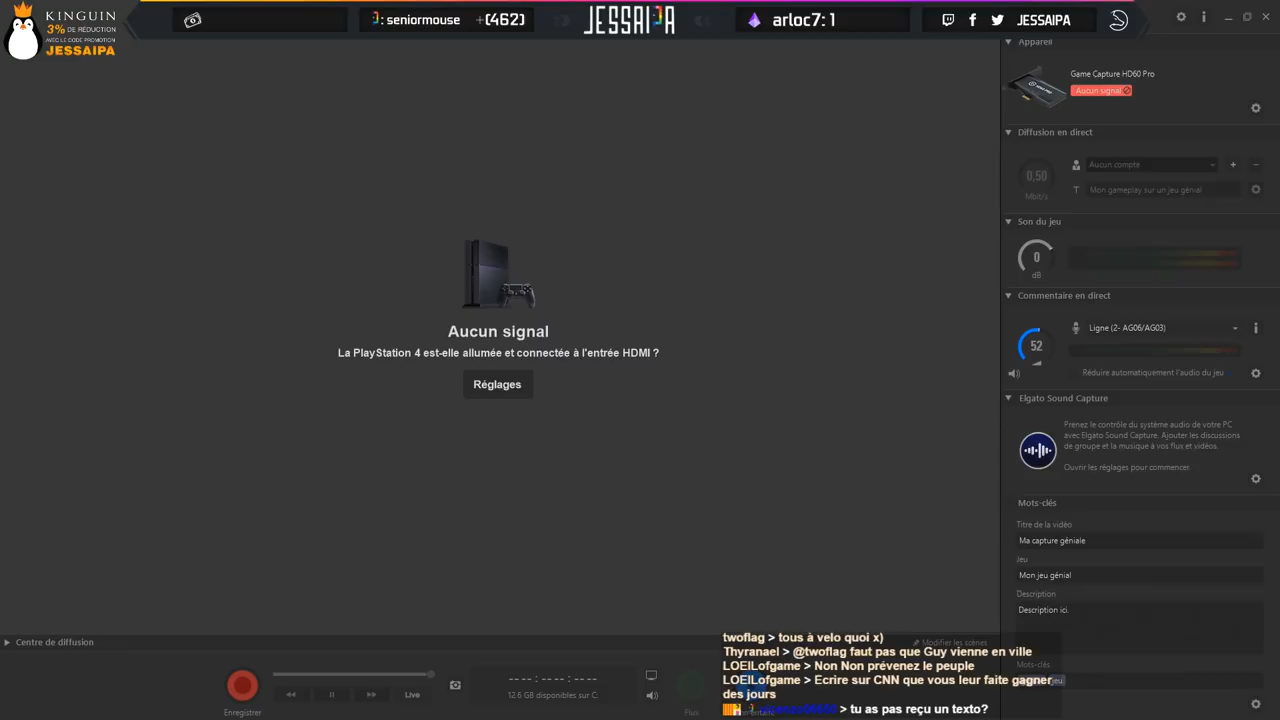 KINGUIN
3% DE RÉDUCTION
AVEC LE CODE PROMOTION
JESSAIPA
: seniormouse +(462)
JESSAIPA
arloc7: 1
JESSAIPA
Appareil
Game Capture HD60 Pro
Aucun signal
Diffusion en direct
0,50
Mbit/s
Aucun compte
Mon gameplay sur un jeu génial
Son du jeu
0
dB
Commentaire en direct
Ligne (2- AG06/AG03)
52
Réduire automatiquement l'audio du jeu
Elgato Sound Capture
Prenez le contrôle du système audio de votre PC
avec Elgato Sound Capture. Ajouter les discussions
de groupe et la musique à vos flux et vidéos.
Ouvrir les réglages pour commencer.
Aucun signal
La PlayStation 4 est-elle allumée et connectée à l'entrée HDMI ?
Réglages
Mots-clés
Titre de la vidéo
Ma capture géniale
Jeu
Mon jeu génial
Description
Description ici.
Mots-clés
jeu
Centre de diffusion
Modifier les scènes
Enregistrer
Live
-- -- : -- -- : -- --
12.6 GB disponibles sur C.
Flux
twoflag > tous à velo quoi x)
Thyranael > @twoflag faut pas que Guy vienne en ville
LOEILofgame > Non Non prévenez le peuple
LOEILofgame > Ecrire sur CNN que vous leur faite gagner
des jours
> tu as pas reçu un texto?